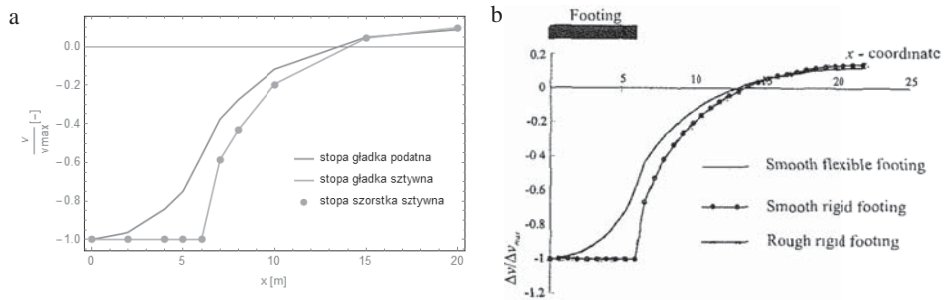 a
0.0
−0.2
−0.4
−0.6
−0.8
−1.0
v
vmax
[−]
stopa gładka podatna
stopa gładka sztywna
stopa szorstka sztywna
0
5
10
15
20
x [m]
b
Footing
x - coordinate
0.2
0
-0.2
-0.4
-0.6
-0.8
-1
-1.2
5
10
15
20
25
Smooth flexible footing
Smooth rigid footing
Rough rigid footing
Δv/Δvmax